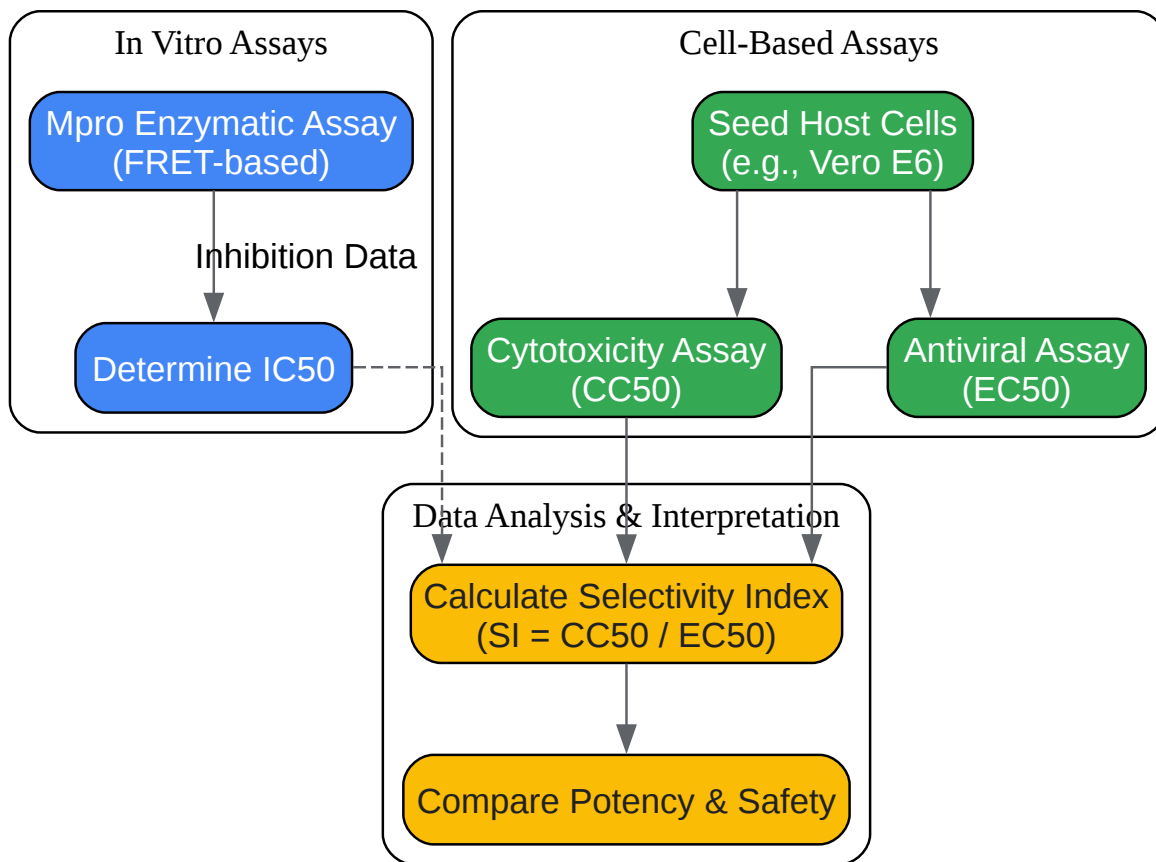 In Vitro Assays
Mpro Enzymatic Assay
(FRET-based)
Inhibition Data
Determine IC50
Cell-Based Assays
Seed Host Cells
(e.g., Vero E6)
Cytotoxicity Assay
(CC50)
Antiviral Assay
(EC50)
Data Analysis & Interpretation
Calculate Selectivity Index
(SI = CC50 / EC50)
Compare Potency & Safety